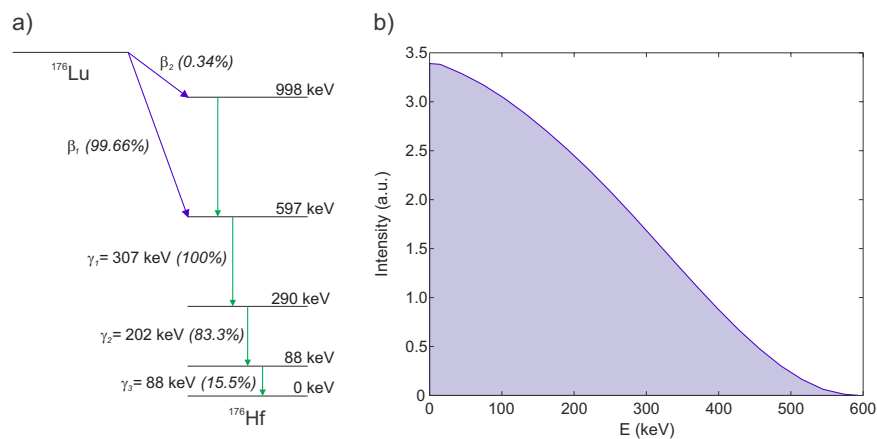 a)
¹⁷⁶Lu
β₂ (0.34%)
998 keV
β₁ (99.66%)
597 keV
γ₁= 307 keV (100%)
290 keV
γ₂= 202 keV (83.3%)
88 keV
γ₃= 88 keV (15.5%)
0 keV
¹⁷⁶Hf
b)
3.5
3.0
2.5
2.0
1.5
1.0
0.5
0
Intensity (a.u.)
0 100 200 300 400 500 600
E (keV)